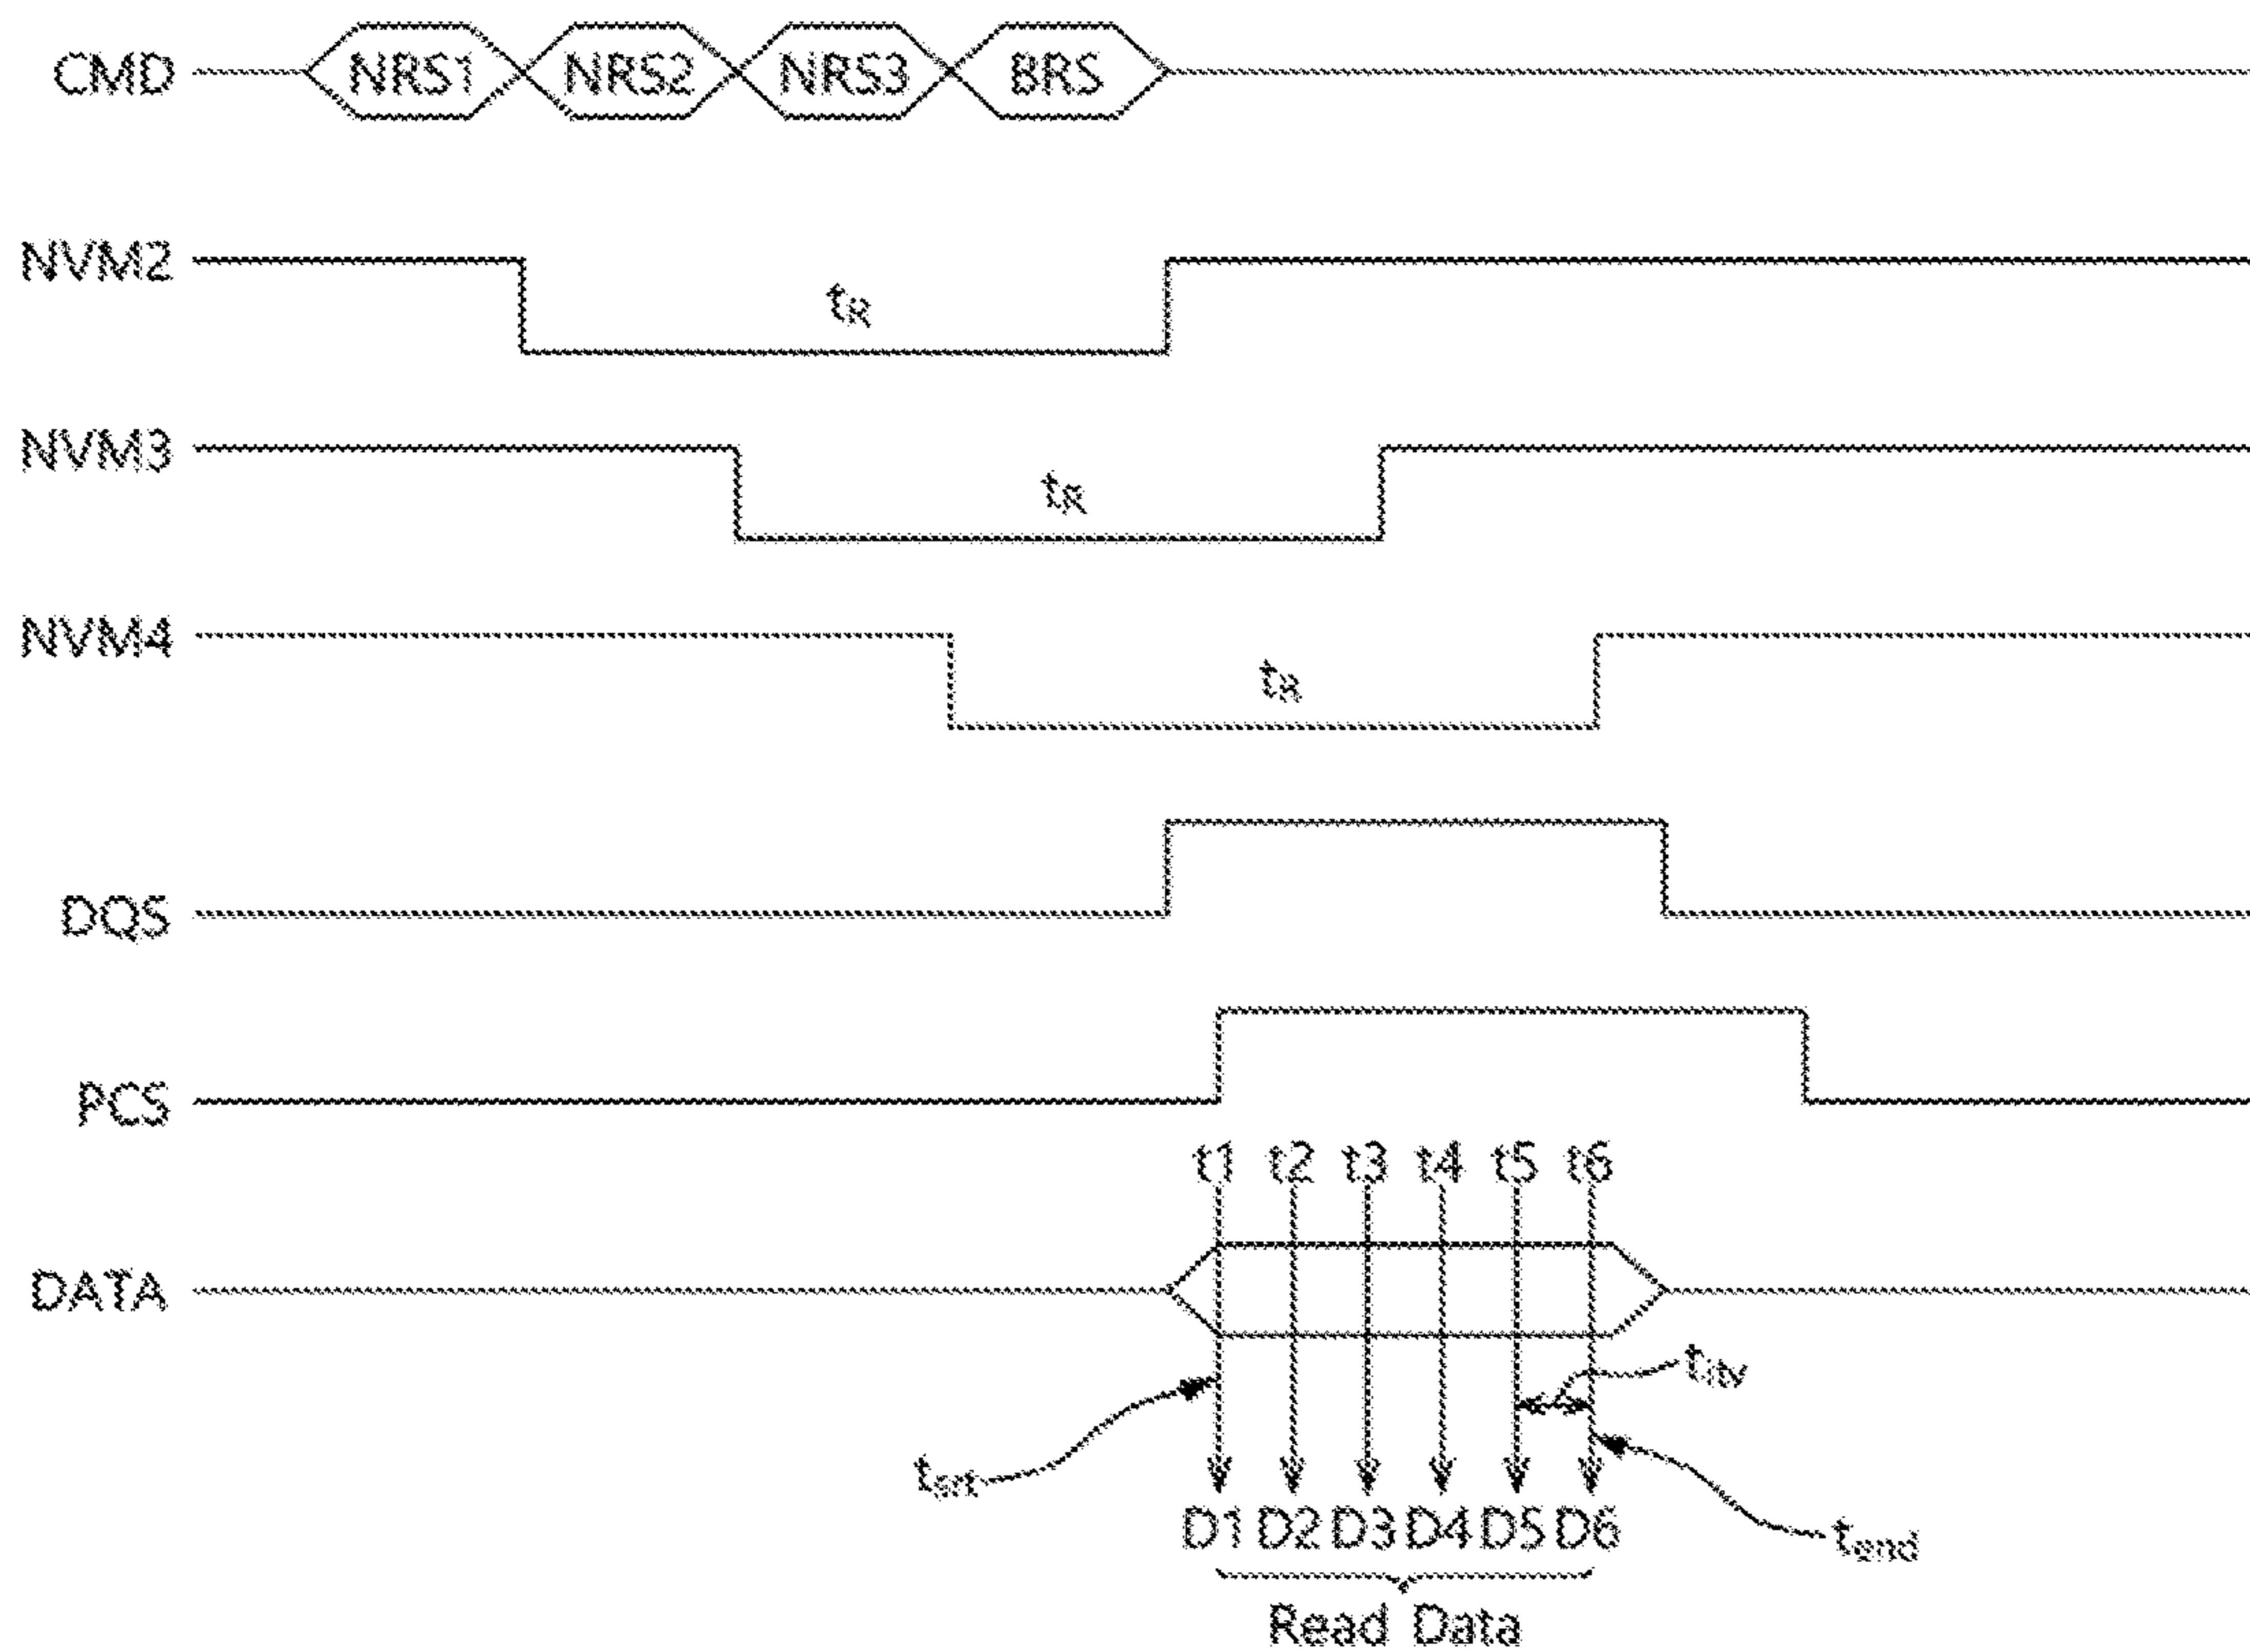 CMD NRS1 NRS2 NRS3 BRS
NVM2 tR
NVM3 tR
NVM4 tR
DQS
PCS
t1 t2 t3 t4 t5 t6
DATA
titv
tsrt
tend
D1 D2 D3 D4 D5 D6
Read Data